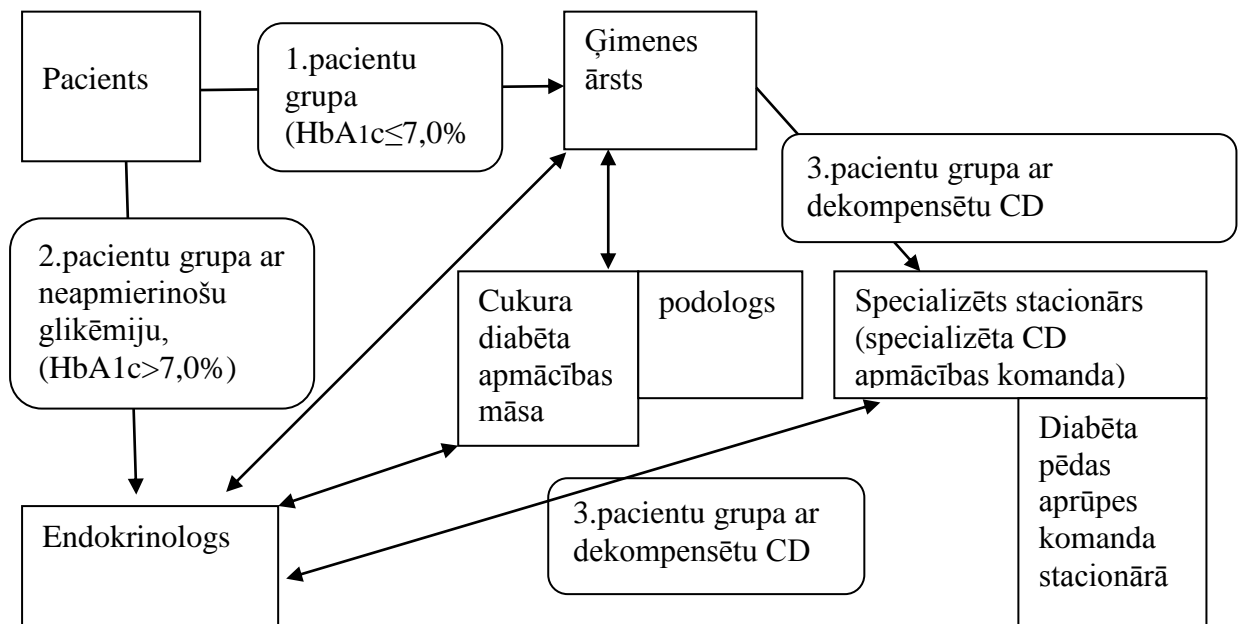 Pacients
1.pacientu
grupa
(HbA1c≤7,0%
Ģimenes
ārsts
3.pacientu grupa ar
dekompensētu CD
2.pacientu grupa ar
neapmierinošu
glikēmiju,
(HbA1c>7,0%)
Cukura
diabēta
apmācības
māsa
podologs
Specializēts stacionārs
(specializēta CD
apmācības komanda)
Diabēta
pēdas
aprūpes
komanda
stacionārā
Endokrinologs
3.pacientu grupa ar
dekompensētu CD